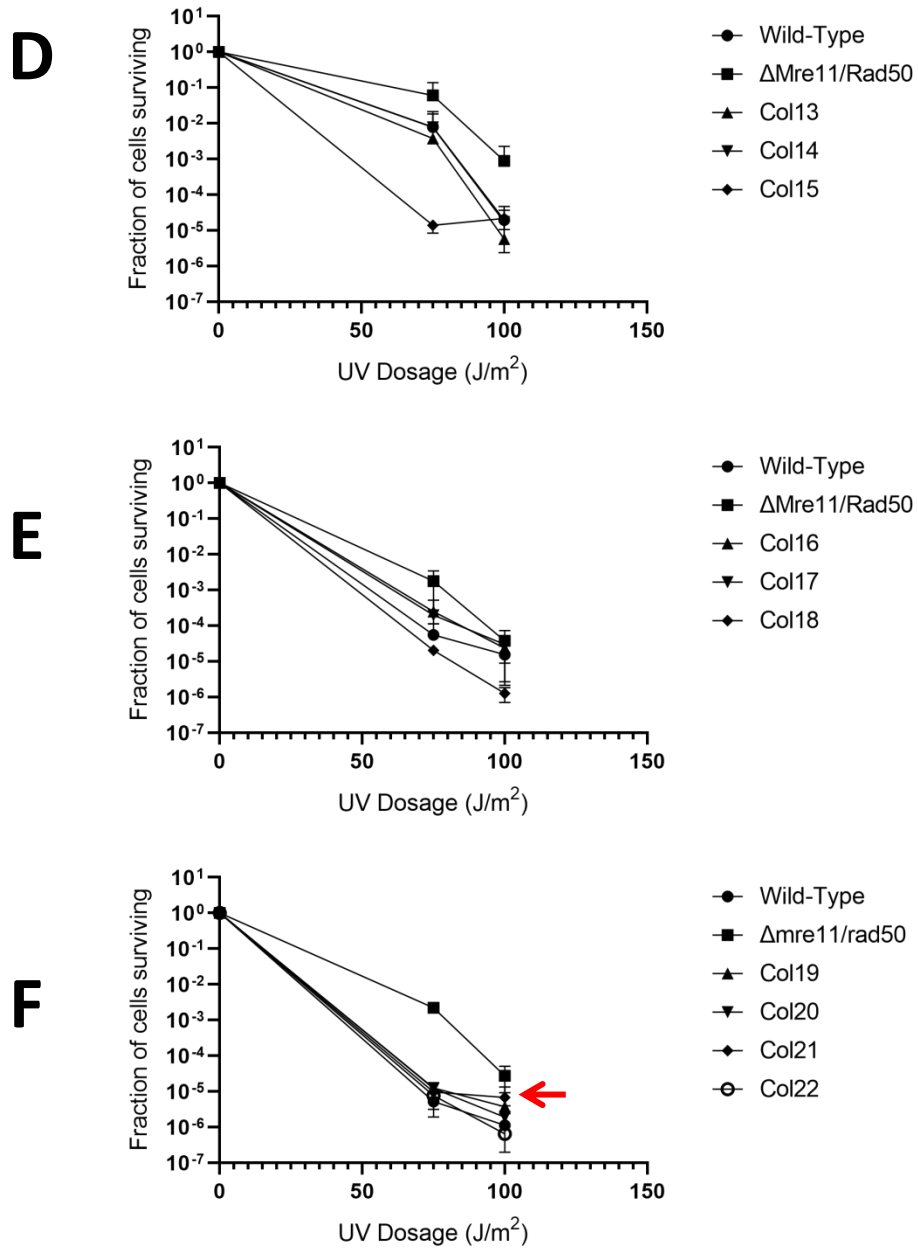 D
Fraction of cells surviving
10¹
10⁰
10⁻¹
10⁻²
10⁻³
10⁻⁴
10⁻⁵
10⁻⁶
10⁻⁷
0
50
100
150
UV Dosage (J/m²)
Wild-Type
ΔMre11/Rad50
Col13
Col14
Col15
E
Fraction of cells surviving
10¹
10⁰
10⁻¹
10⁻²
10⁻³
10⁻⁴
10⁻⁵
10⁻⁶
10⁻⁷
0
50
100
150
UV Dosage (J/m²)
Wild-Type
ΔMre11/Rad50
Col16
Col17
Col18
F
Fraction of cells surviving
10¹
10⁰
10⁻¹
10⁻²
10⁻³
10⁻⁴
10⁻⁵
10⁻⁶
10⁻⁷
0
50
100
150
UV Dosage (J/m²)
Wild-Type
Δmre11/rad50
Col19
Col20
Col21
Col22